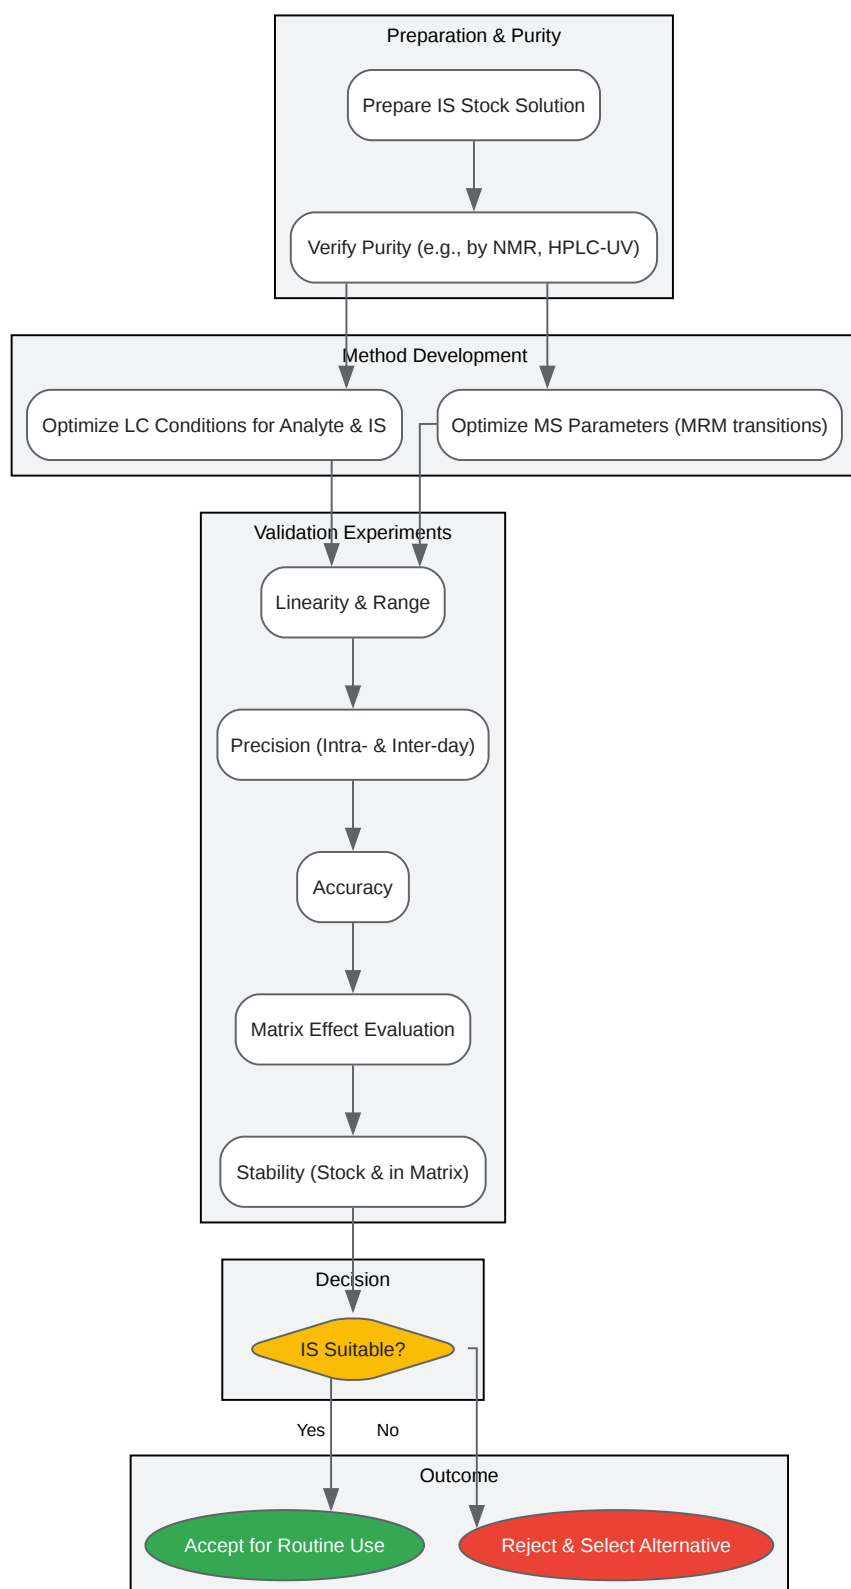 Preparation & Purity
Prepare IS Stock Solution
Verify Purity (e.g., by NMR, HPLC-UV)
Method Development
Optimize LC Conditions for Analyte & IS
Optimize MS Parameters (MRM transitions)
Validation Experiments
Linearity & Range
Precision (Intra- & Inter-day)
Accuracy
Matrix Effect Evaluation
Stability (Stock & in Matrix)
Decision
IS Suitable?
Yes
No
Outcome
Accept for Routine Use
Reject & Select Alternative